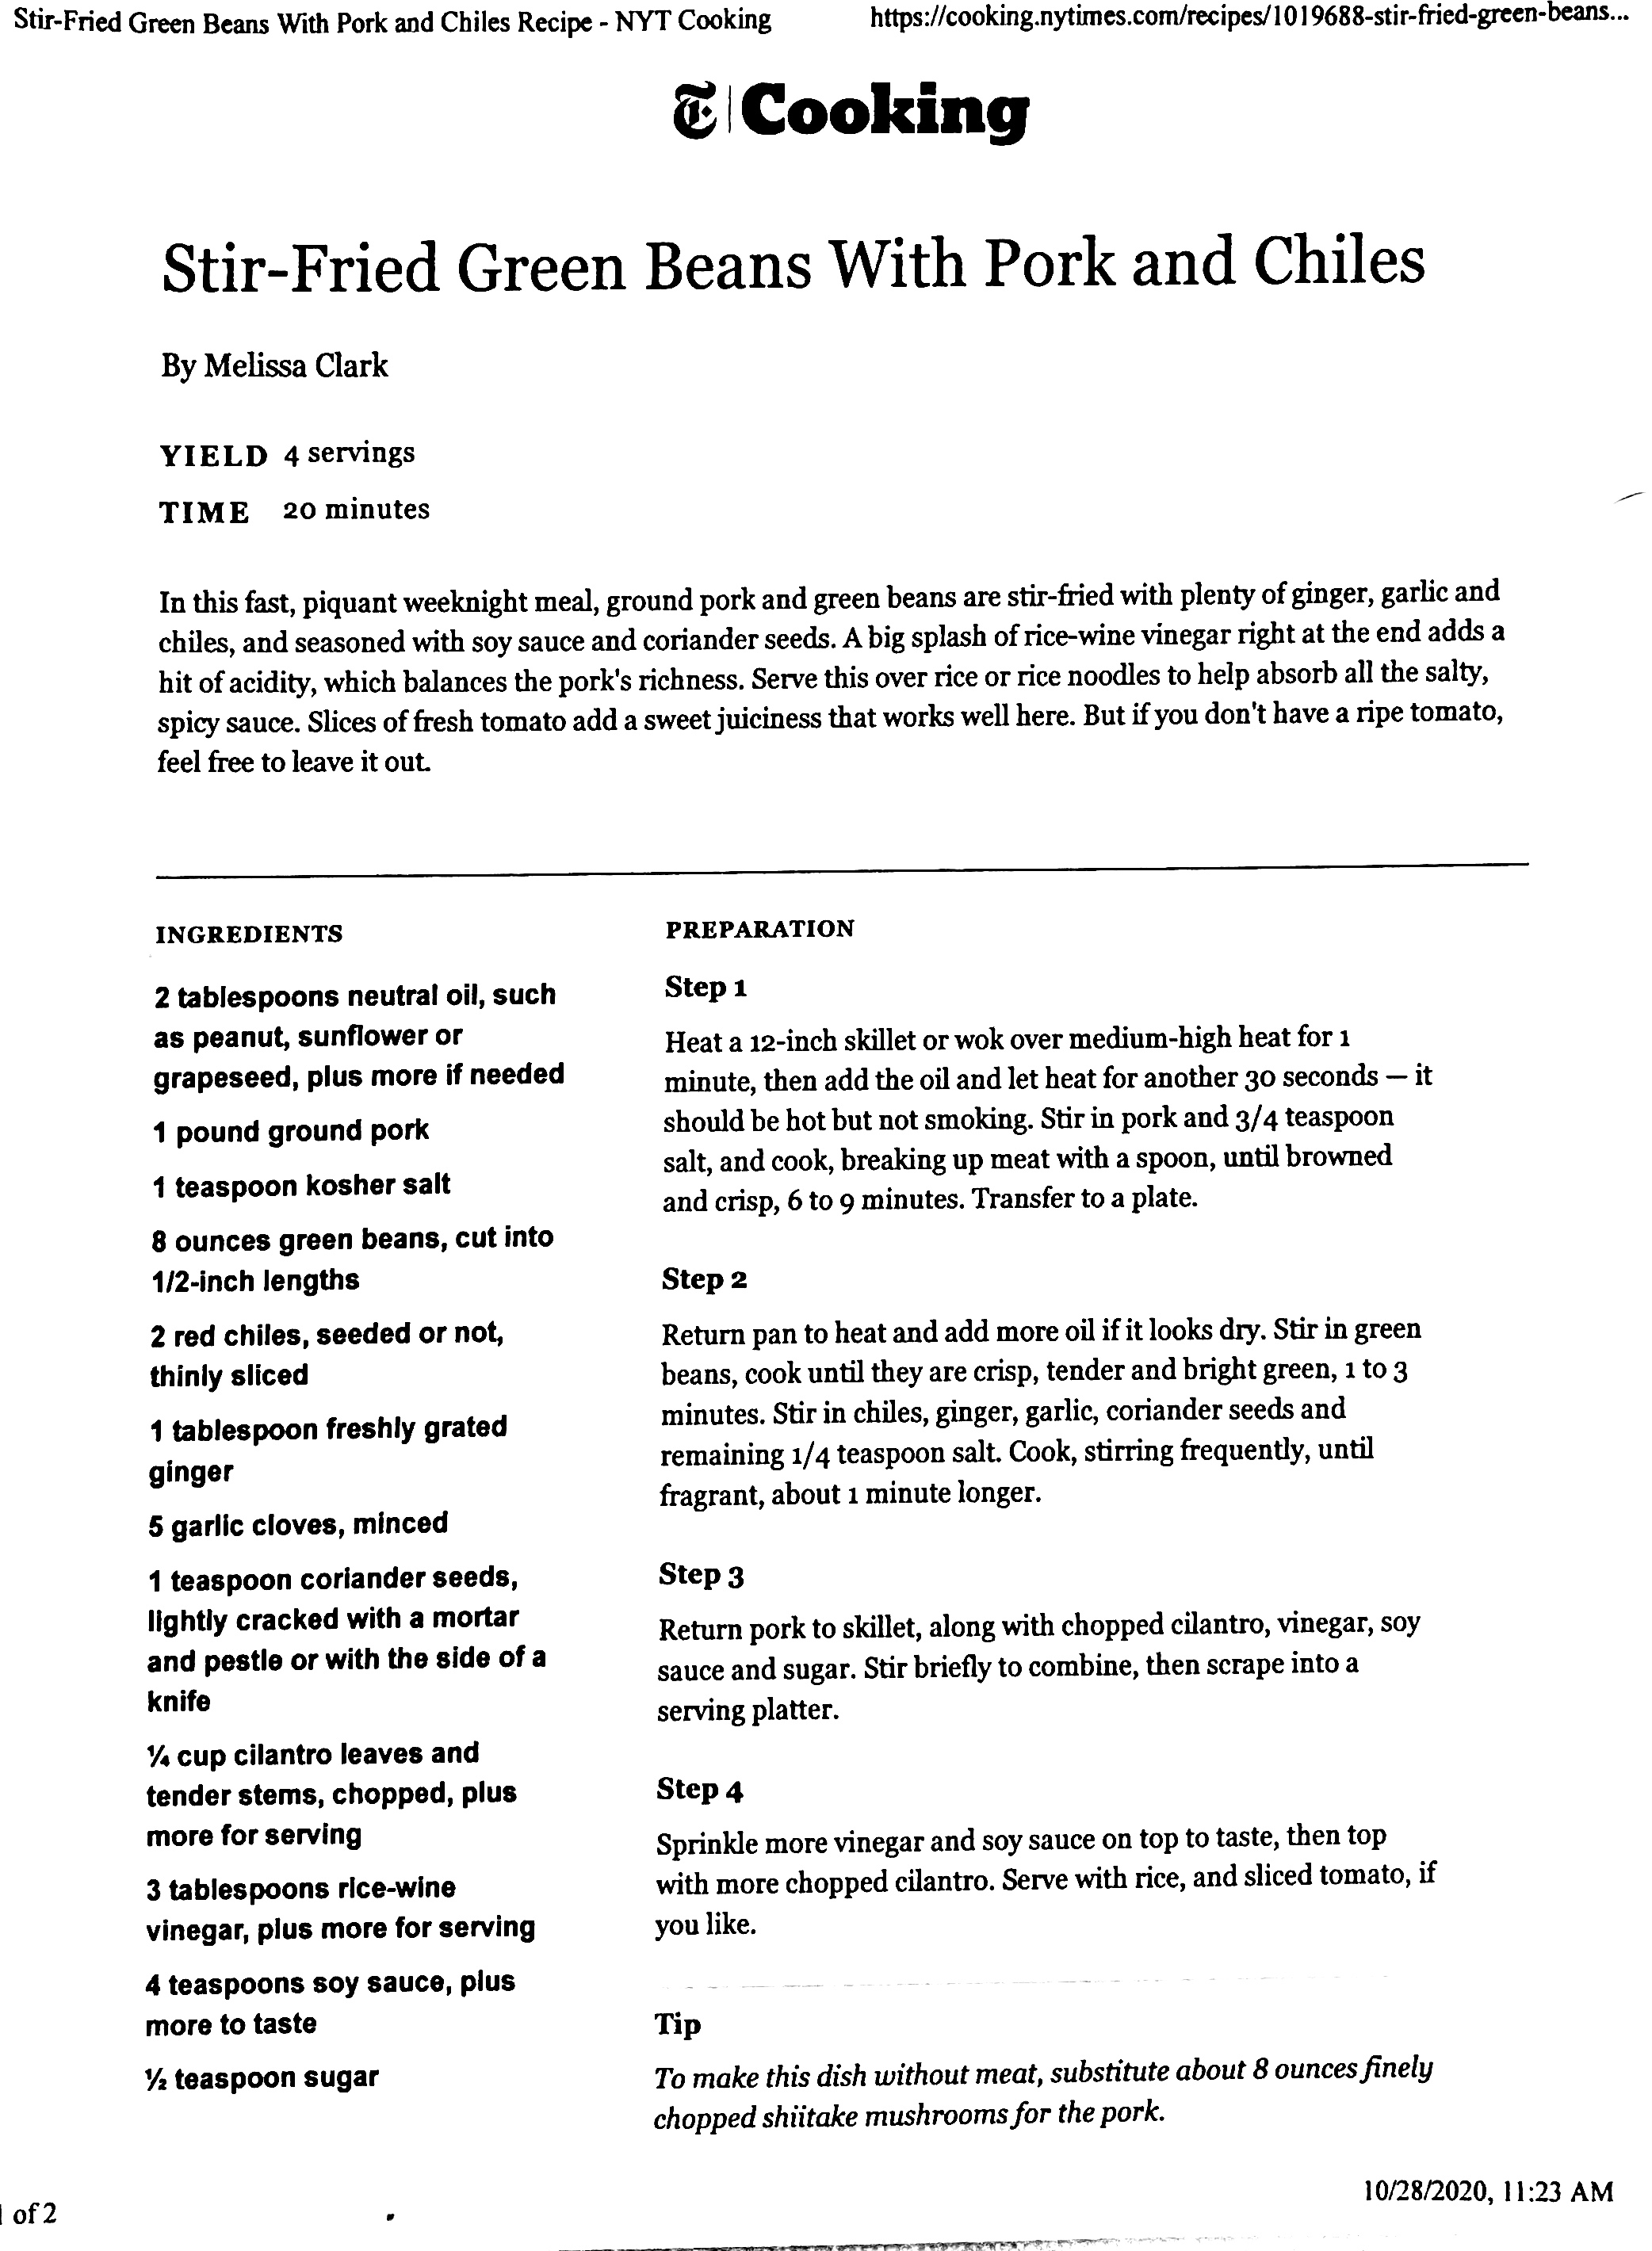 Stir-Fried Green Beans With Pork and Chiles Recipe - NYT Cooking
https://cooking.nytimes.com/recipes/1019688-stir-fried-green-beans...
T Cooking
Stir-Fried Green Beans With Pork and Chiles
By Melissa Clark
YIELD 4 servings
TIME 20 minutes
In this fast, piquant weeknight meal, ground pork and green beans are stir-fried with plenty of ginger, garlic and
chiles, and seasoned with soy sauce and coriander seeds. A big splash of rice-wine vinegar right at the end adds a
hit of acidity, which balances the pork's richness. Serve this over rice or rice noodles to help absorb all the salty,
spicy sauce. Slices of fresh tomato add a sweet juiciness that works well here. But if you don't have a ripe tomato,
feel free to leave it out.
INGREDIENTS
2 tablespoons neutral oil, such
as peanut, sunflower or
grapeseed, plus more if needed
1 pound ground pork
1 teaspoon kosher salt
8 ounces green beans, cut into
1/2-inch lengths
2 red chiles, seeded or not,
thinly sliced
1 tablespoon freshly grated
ginger
5 garlic cloves, minced
1 teaspoon coriander seeds,
lightly cracked with a mortar
and pestle or with the side of a
knife
¼ cup cilantro leaves and
tender stems, chopped, plus
more for serving
3 tablespoons rice-wine
vinegar, plus more for serving
4 teaspoons soy sauce, plus
more to taste
½ teaspoon sugar
PREPARATION
Step 1
Heat a 12-inch skillet or wok over medium-high heat for 1
minute, then add the oil and let heat for another 30 seconds — it
should be hot but not smoking. Stir in pork and 3/4 teaspoon
salt, and cook, breaking up meat with a spoon, until browned
and crisp, 6 to 9 minutes. Transfer to a plate.
Step 2
Return pan to heat and add more oil if it looks dry. Stir in green
beans, cook until they are crisp, tender and bright green, 1 to 3
minutes. Stir in chiles, ginger, garlic, coriander seeds and
remaining 1/4 teaspoon salt. Cook, stirring frequently, until
fragrant, about 1 minute longer.
Step 3
Return pork to skillet, along with chopped cilantro, vinegar, soy
sauce and sugar. Stir briefly to combine, then scrape into a
serving platter.
Step 4
Sprinkle more vinegar and soy sauce on top to taste, then top
with more chopped cilantro. Serve with rice, and sliced tomato, if
you like.
Tip
To make this dish without meat, substitute about 8 ounces finely
chopped shiitake mushrooms for the pork.
1 of 2
10/28/2020, 11:23 AM